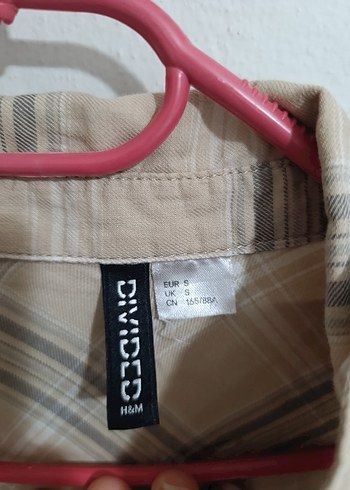 DIVIDED
H&M
EUR S
UK S
CN 165/88A